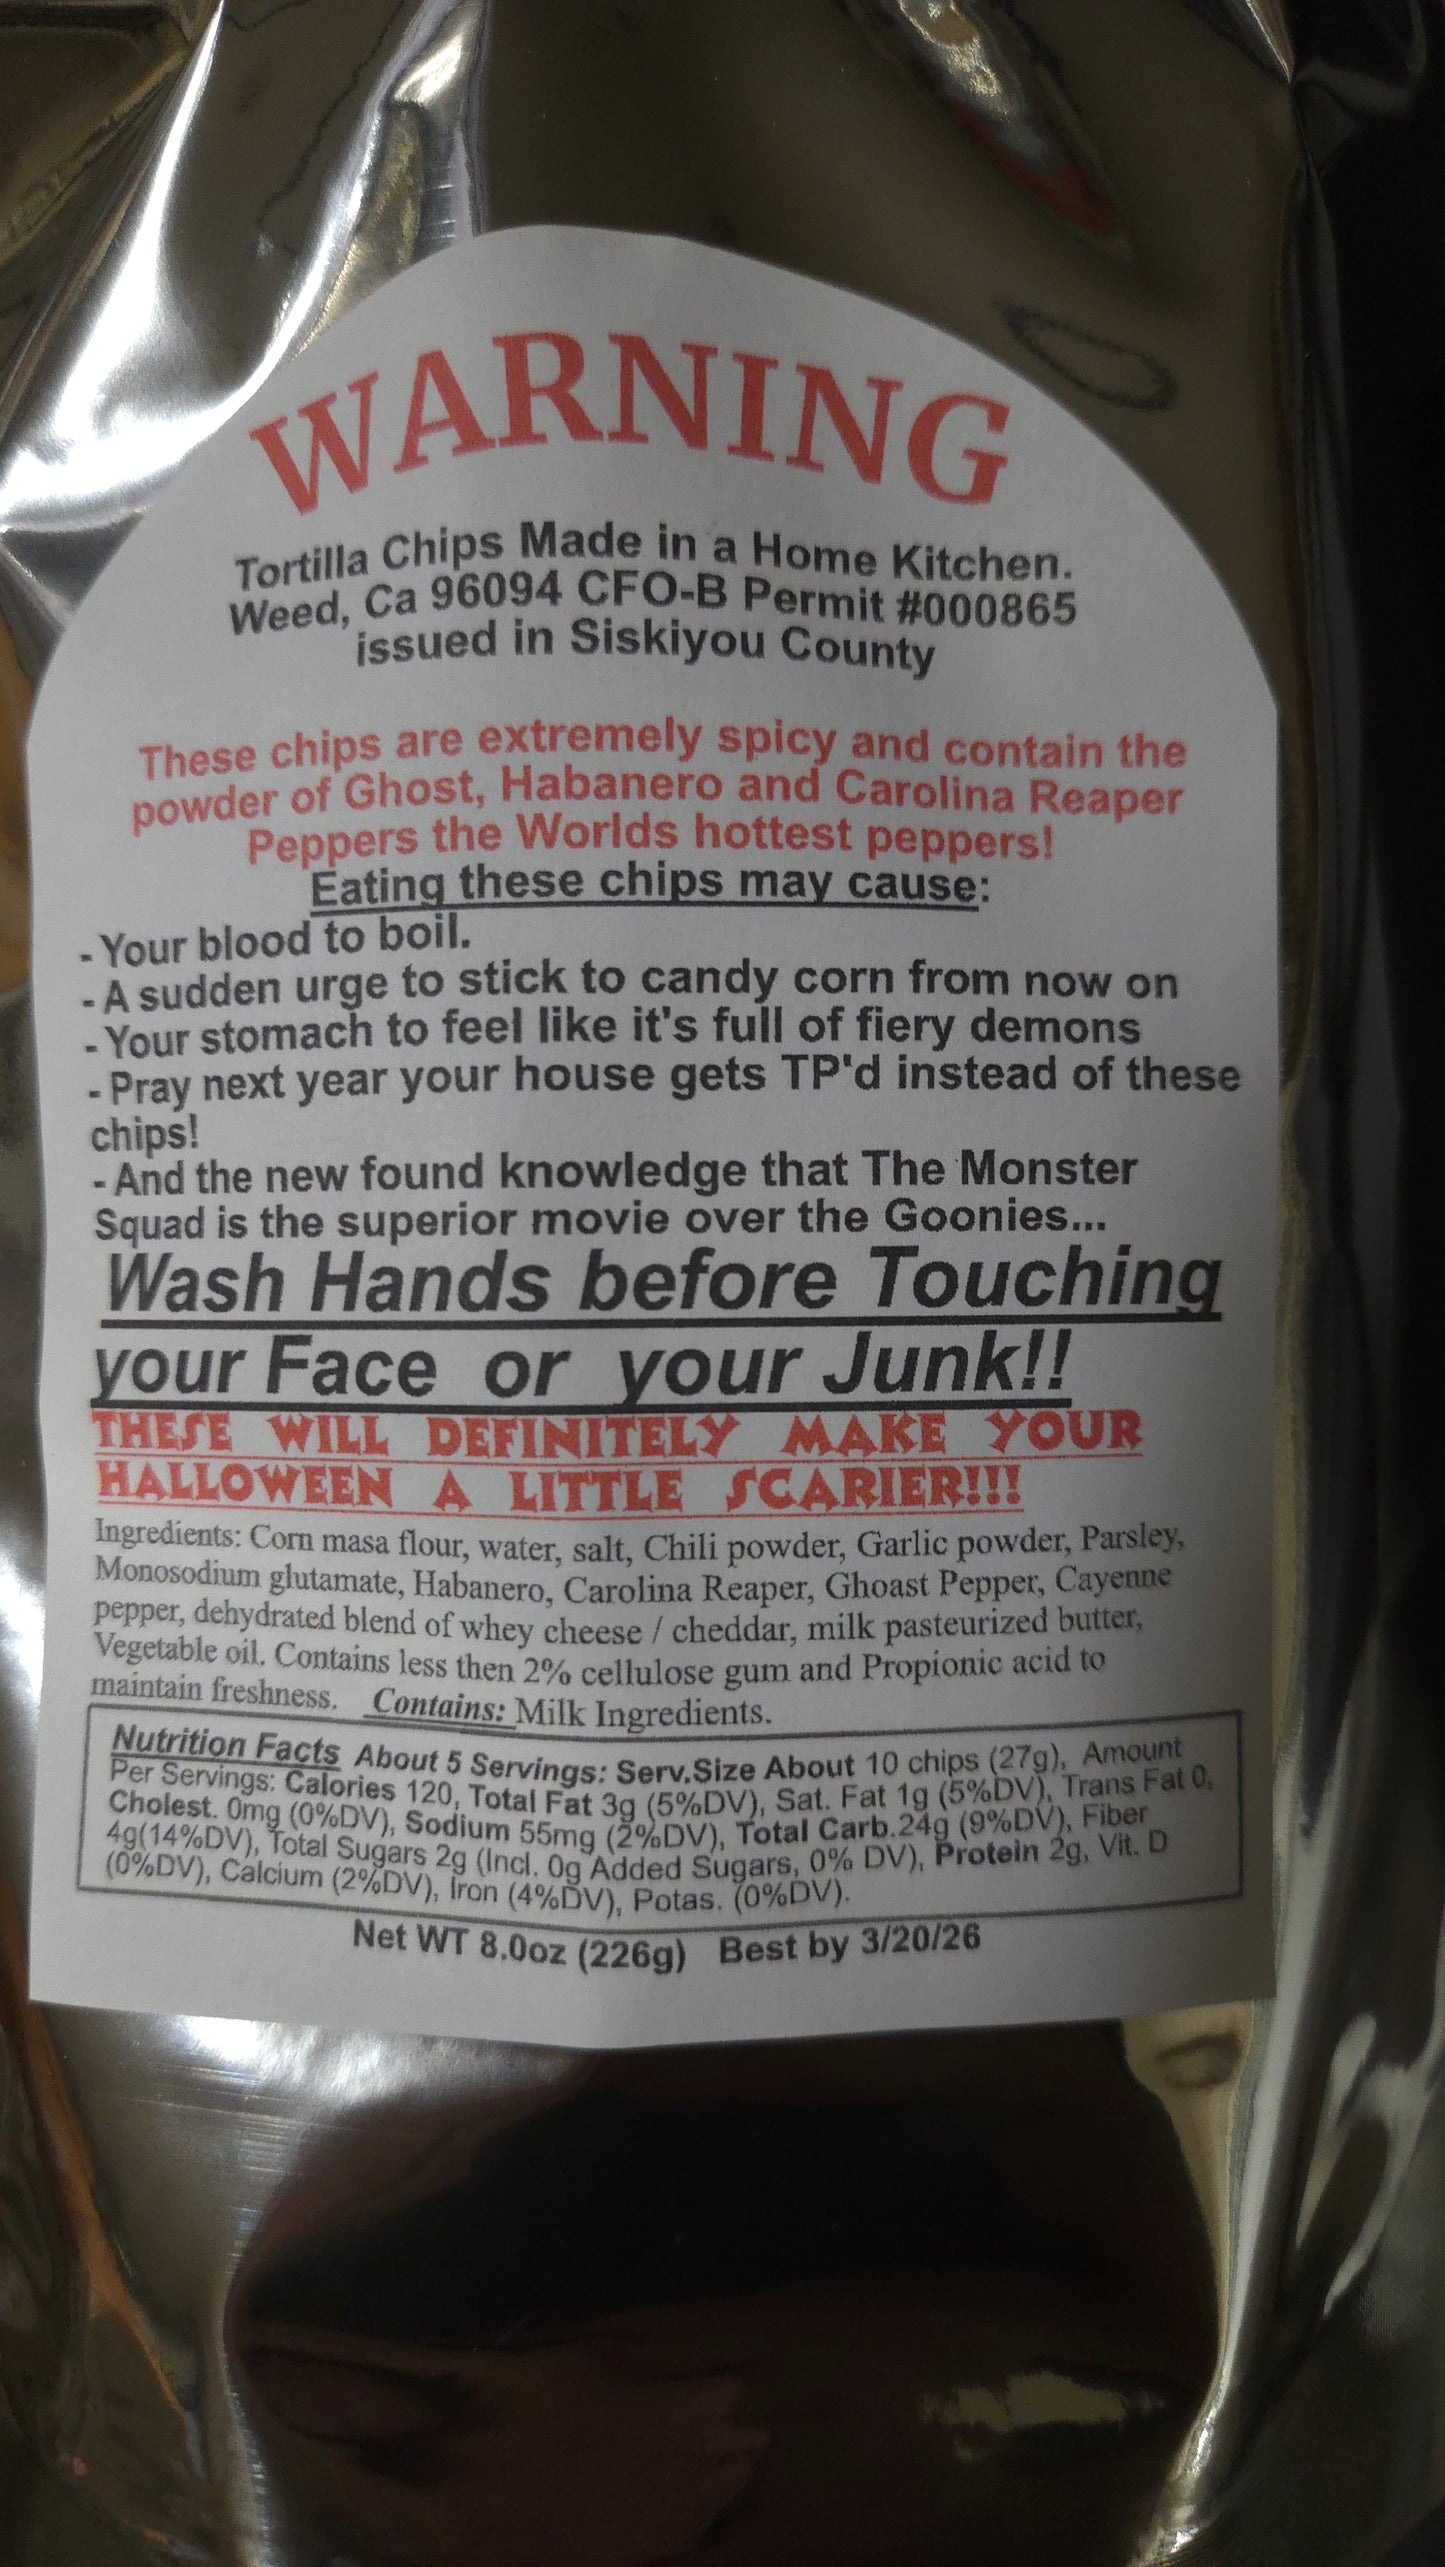 WARNING
Tortilla Chips Made in a Home Kitchen.
Weed, Ca 96094 CFO-B Permit #000865
issued in Siskiyou County
These chips are extremely spicy and contain the
powder of Ghost, Habanero and Carolina Reaper
Peppers the Worlds hottest peppers!
Eating these chips may cause:
- Your blood to boil.
- A sudden urge to stick to candy corn from now on
- Your stomach to feel like it's full of fiery demons
- Pray next year your house gets TP'd instead of these
chips!
- And the new found knowledge that The Monster
Squad is the superior movie over the Goonies...
Wash Hands before Touching
your Face or your Junk!!
THESE WILL DEFINITELY MAKE YOUR
HALLOWEEN A LITTLE SCARIER!!!
Ingredients: Corn masa flour, water, salt, Chili powder, Garlic powder, Parsley,
Monosodium glutamate, Habanero, Carolina Reaper, Ghoast Pepper, Cayenne
pepper, dehydrated blend of whey cheese / cheddar, milk pasteurized butter,
Vegetable oil. Contains less then 2% cellulose gum and Propionic acid to
maintain freshness. Contains: Milk Ingredients.
Nutrition Facts About 5 Servings: Serv.Size About 10 chips (27g), Amount
Per Servings: Calories 120, Total Fat 3g (5%DV), Sat. Fat 1g (5%DV), Trans Fat 0,
Cholest. 0mg (0%DV), Sodium 55mg (2%DV), Total Carb.24g (9%DV), Fiber
4g(14%DV), Total Sugars 2g (Incl. 0g Added Sugars, 0% DV), Protein 2g, Vit. D
(0%DV), Calcium (2%DV), Iron (4%DV), Potas. (0%DV).
Net WT 8.0oz (226g) Best by 3/20/26